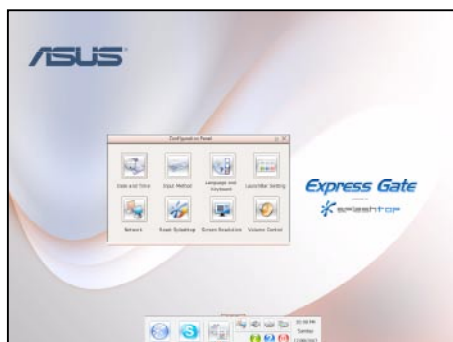 ASUS
Configuration Panel
Date and Time
Input Method
Language and
Keyboard
LaunchBar Setting
Express Gate
splashtop
Network
Reset Splashtop
Screen Resolution
Volume Control
Sunday